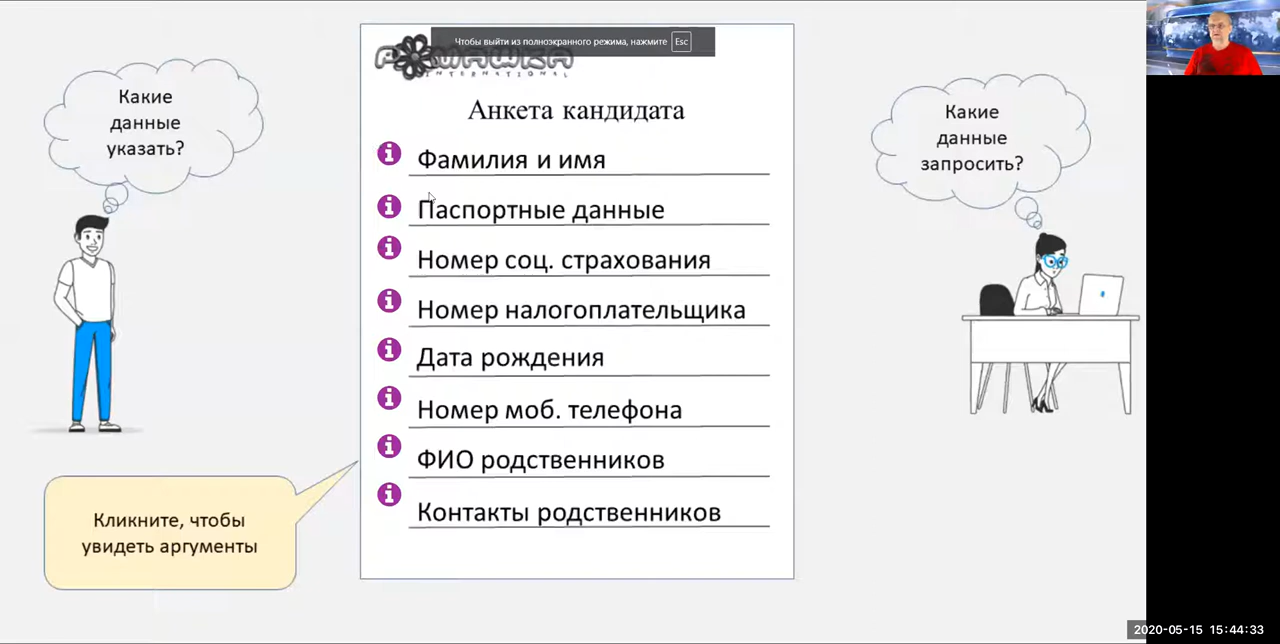 Чтобы выйти из полноэкранного режима, нажмите Esc
INTERNATIONAL
Какие
данные
указать?
Анкета кандидата
Фамилия и имя
Паспортные данные
Номер соц. страхования
Номер налогоплательщика
Дата рождения
Номер моб. телефона
ФИО родственников
Контакты родственников
Какие
данные
запросить?
Кликните, чтобы
увидеть аргументы
2020-05-15 15:44:33